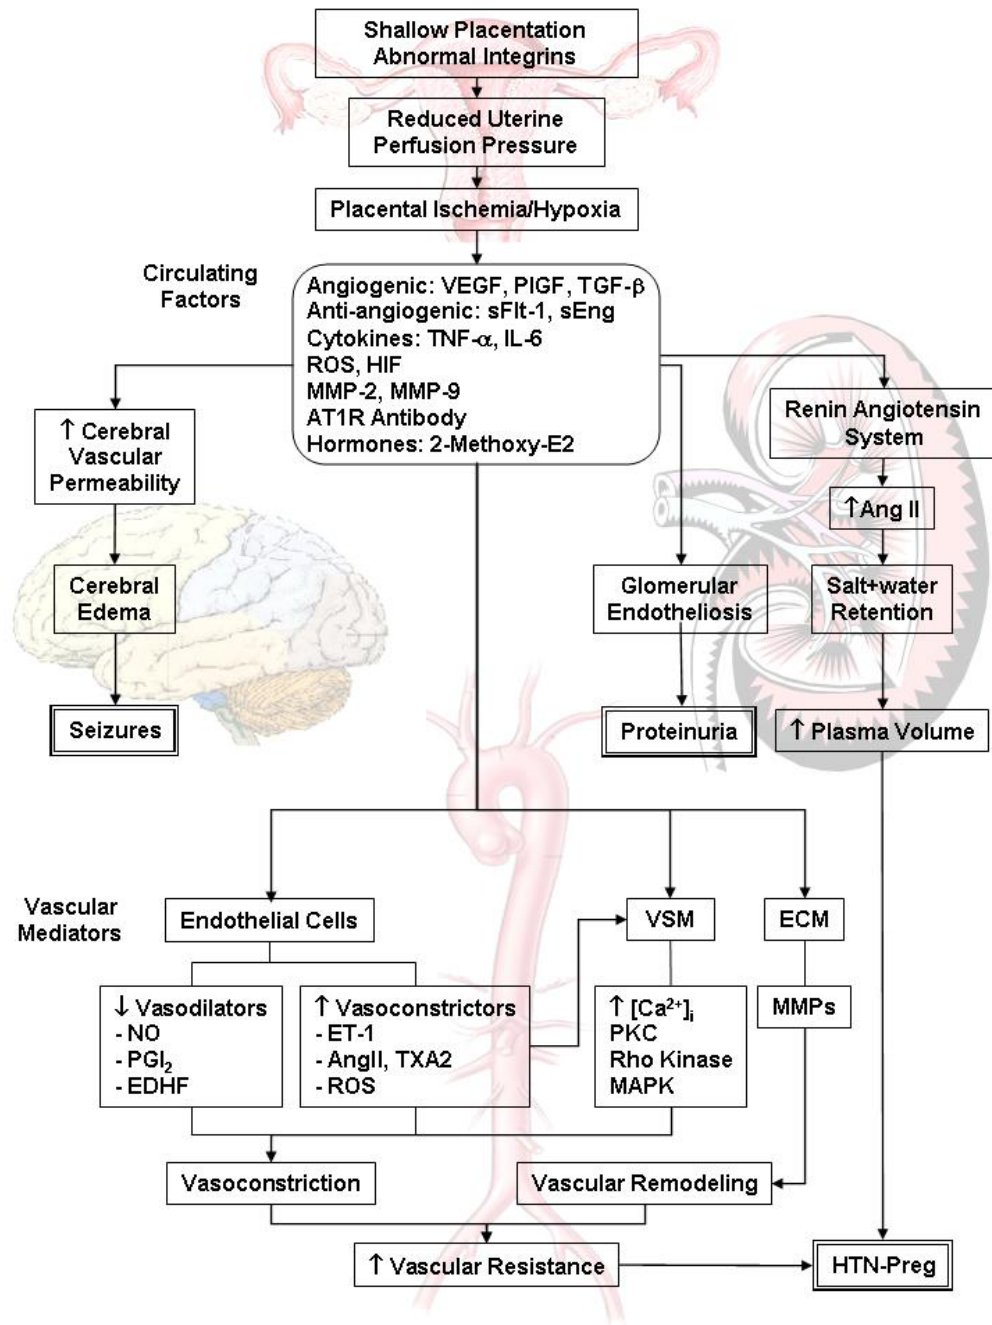 Shallow Placentation
Abnormal Integrins
Reduced Uterine
Perfusion Pressure
Placental Ischemia/Hypoxia
Circulating
Factors
Angiogenic: VEGF, PlGF, TGF-β
Anti-angiogenic: sFlt-1, sEng
Cytokines: TNF-α, IL-6
ROS, HIF
MMP-2, MMP-9
AT1R Antibody
Hormones: 2-Methoxy-E2
↑ Cerebral
Vascular
Permeability
Cerebral
Edema
Seizures
Glomerular
Endotheliosis
Proteinuria
Renin Angiotensin
System
↑Ang II
Salt+water
Retention
↑ Plasma Volume
Vascular
Mediators
Endothelial Cells
VSM
ECM
↓ Vasodilators
- NO
- PGI₂
- EDHF
↑ Vasoconstrictors
- ET-1
- AngII, TXA2
- ROS
↑ [Ca²⁺]ᵢ
PKC
Rho Kinase
MAPK
MMPs
Vasoconstriction
Vascular Remodeling
↑ Vascular Resistance
HTN-Preg